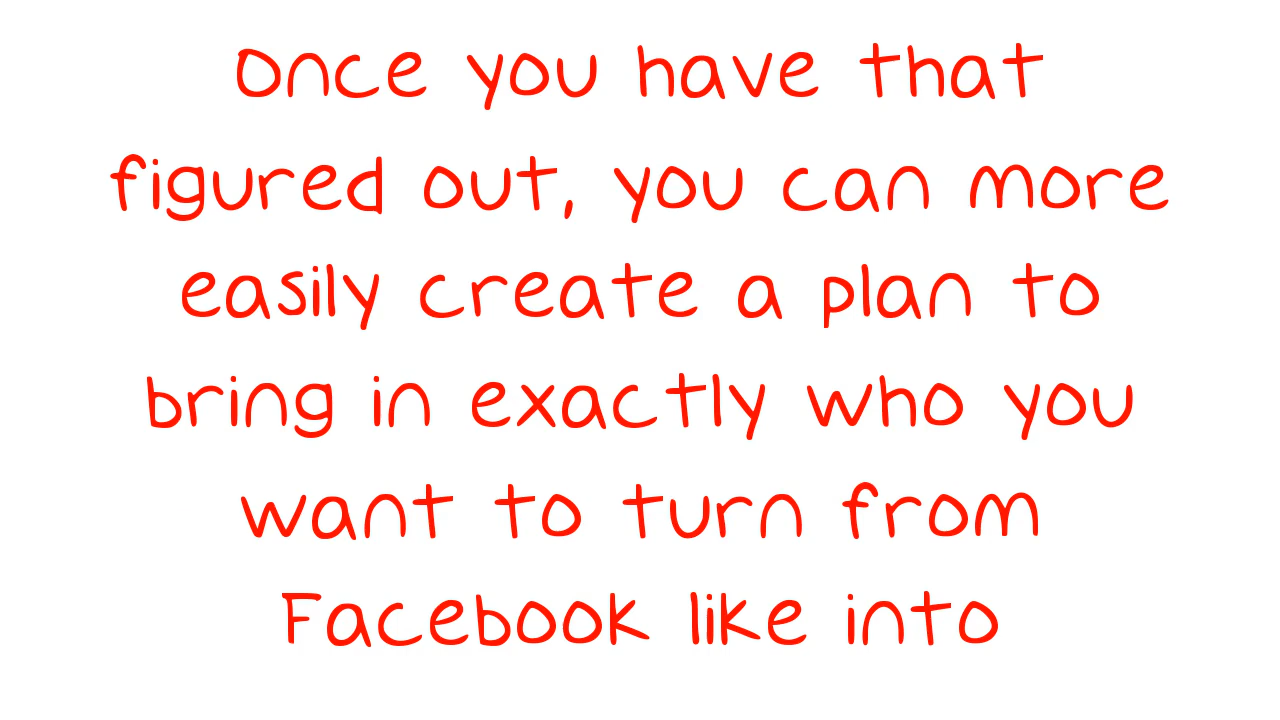 Once you have that
figured out, you can more
easily create a plan to
bring in exactly who you
want to turn from
Facebook like into